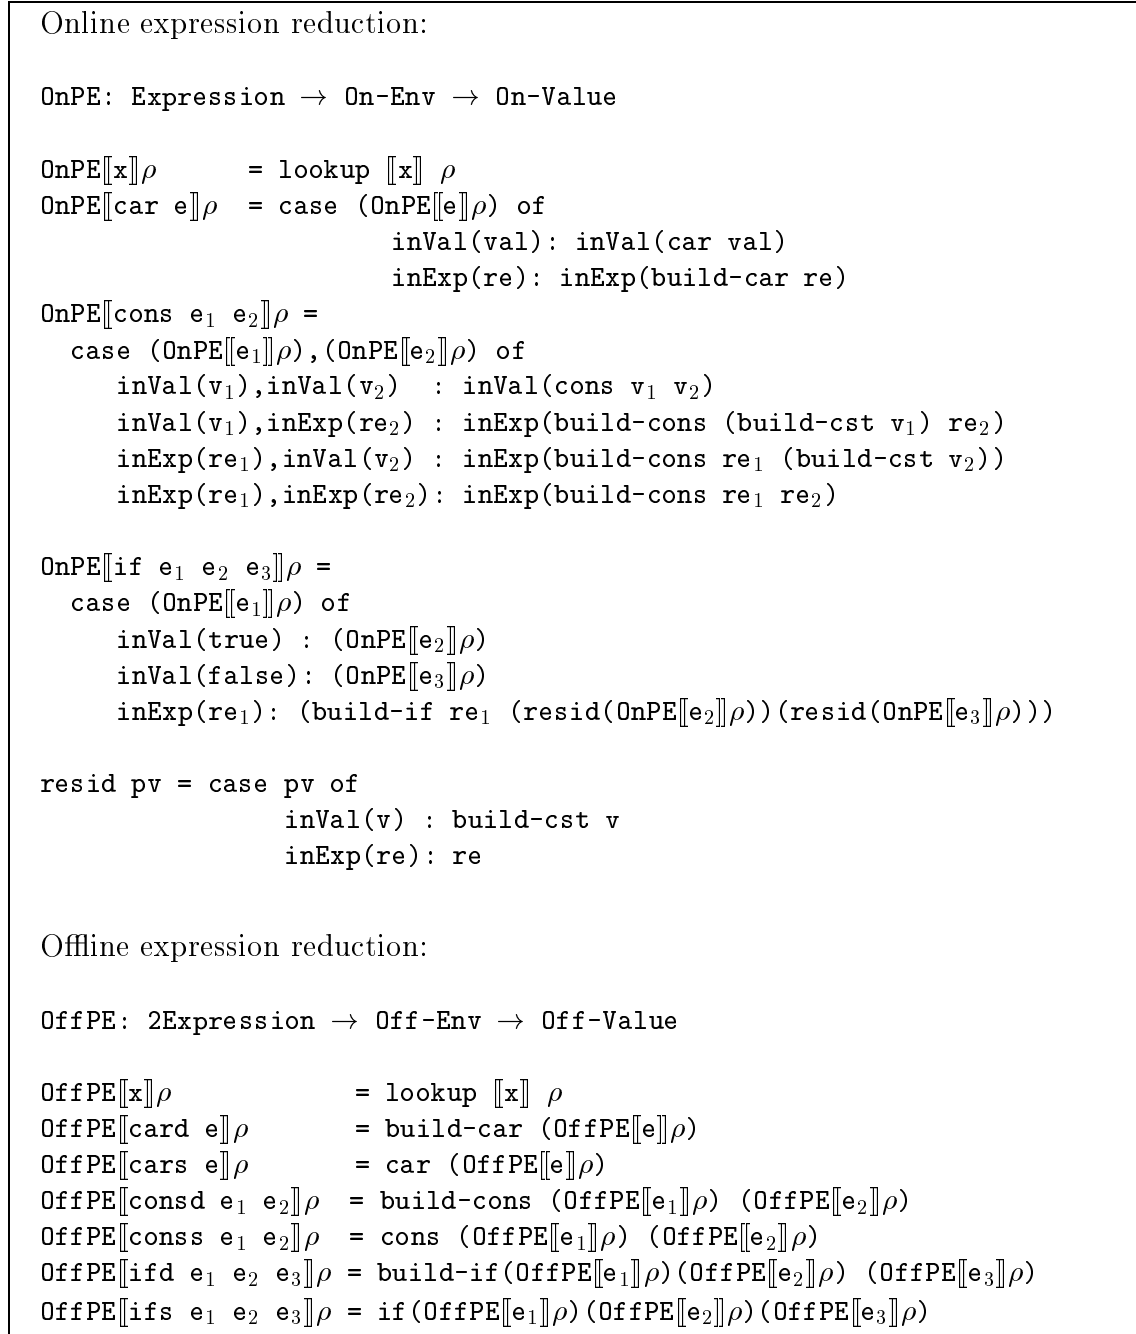 Online expression reduction:
OnPE: Expression → On-Env → On-Value
OnPE⟦x⟧ρ = lookup ⟦x⟧ ρ
OnPE⟦car e⟧ρ = case (OnPE⟦e⟧ρ) of
inVal(val): inVal(car val)
inExp(re): inExp(build-car re)
OnPE⟦cons e₁ e₂⟧ρ =
case (OnPE⟦e₁⟧ρ),(OnPE⟦e₂⟧ρ) of
inVal(v₁),inVal(v₂) : inVal(cons v₁ v₂)
inVal(v₁),inExp(re₂) : inExp(build-cons (build-cst v₁) re₂)
inExp(re₁),inVal(v₂) : inExp(build-cons re₁ (build-cst v₂))
inExp(re₁),inExp(re₂): inExp(build-cons re₁ re₂)
OnPE⟦if e₁ e₂ e₃⟧ρ =
case (OnPE⟦e₁⟧ρ) of
inVal(true) : (OnPE⟦e₂⟧ρ)
inVal(false): (OnPE⟦e₃⟧ρ)
inExp(re₁): (build-if re₁ (resid(OnPE⟦e₂⟧ρ))(resid(OnPE⟦e₃⟧ρ)))
resid pv = case pv of
inVal(v) : build-cst v
inExp(re): re
Offline expression reduction:
OffPE: 2Expression → Off-Env → Off-Value
OffPE⟦x⟧ρ = lookup ⟦x⟧ ρ
OffPE⟦card e⟧ρ = build-car (OffPE⟦e⟧ρ)
OffPE⟦cars e⟧ρ = car (OffPE⟦e⟧ρ)
OffPE⟦consd e₁ e₂⟧ρ = build-cons (OffPE⟦e₁⟧ρ) (OffPE⟦e₂⟧ρ)
OffPE⟦conss e₁ e₂⟧ρ = cons (OffPE⟦e₁⟧ρ) (OffPE⟦e₂⟧ρ)
OffPE⟦ifd e₁ e₂ e₃⟧ρ = build-if(OffPE⟦e₁⟧ρ)(OffPE⟦e₂⟧ρ) (OffPE⟦e₃⟧ρ)
OffPE⟦ifs e₁ e₂ e₃⟧ρ = if(OffPE⟦e₁⟧ρ)(OffPE⟦e₂⟧ρ)(OffPE⟦e₃⟧ρ)